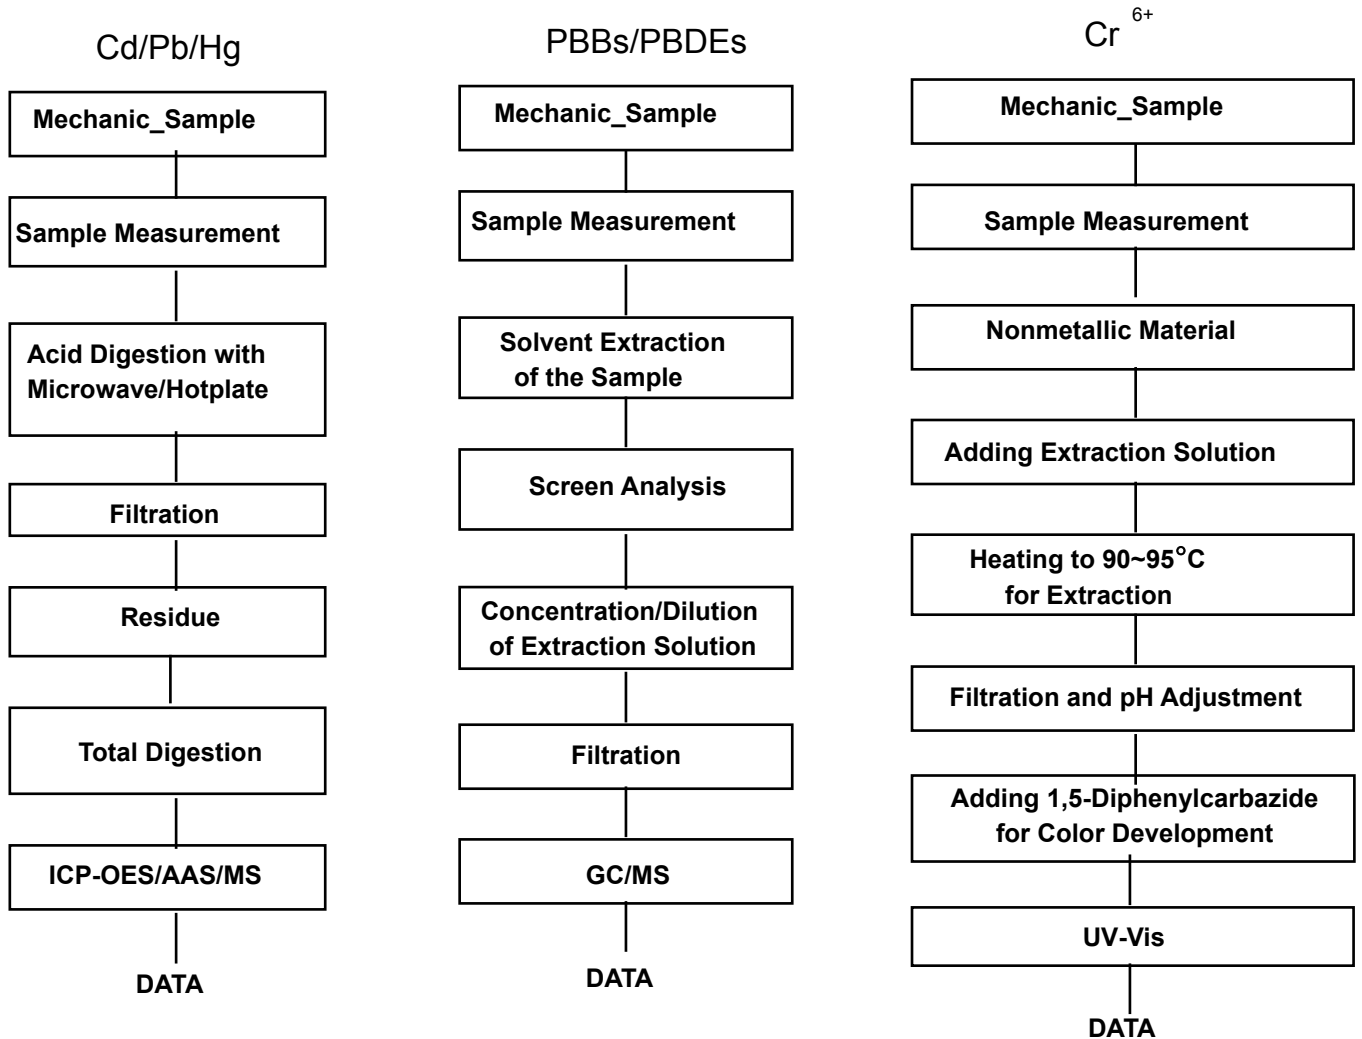 Cd/Pb/Hg
Mechanic_Sample
Sample Measurement
Acid Digestion with
Microwave/Hotplate
Filtration
Residue
Total Digestion
ICP-OES/AAS/MS
DATA
PBBs/PBDEs
Mechanic_Sample
Sample Measurement
Solvent Extraction
of the Sample
Screen Analysis
Concentration/Dilution
of Extraction Solution
Filtration
GC/MS
DATA
Cr 6+
Mechanic_Sample
Sample Measurement
Nonmetallic Material
Adding Extraction Solution
Heating to 90~95°C
for Extraction
Filtration and pH Adjustment
Adding 1,5-Diphenylcarbazide
for Color Development
UV-Vis
DATA